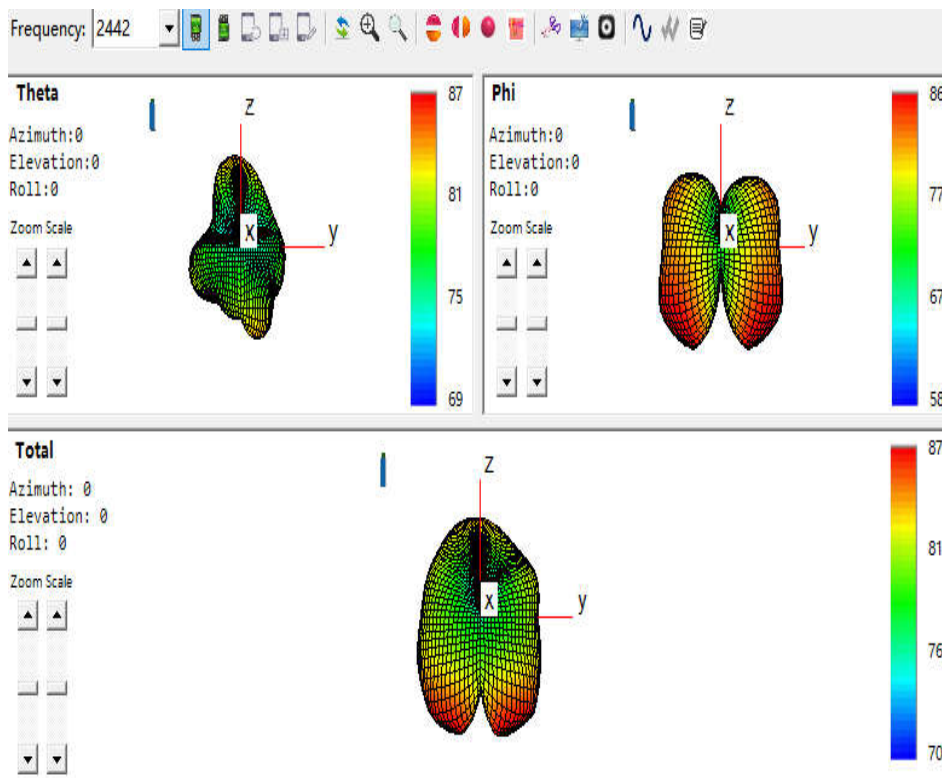 Frequency: 2442
Theta
Azimuth:0
Elevation:0
Roll:0
Zoom Scale
z
x
y
87
81
75
69
Phi
Azimuth:0
Elevation:0
Roll:0
Zoom Scale
z
x
y
86
77
67
58
Total
Azimuth: 0
Elevation: 0
Roll: 0
Zoom Scale
z
x
y
87
81
76
70